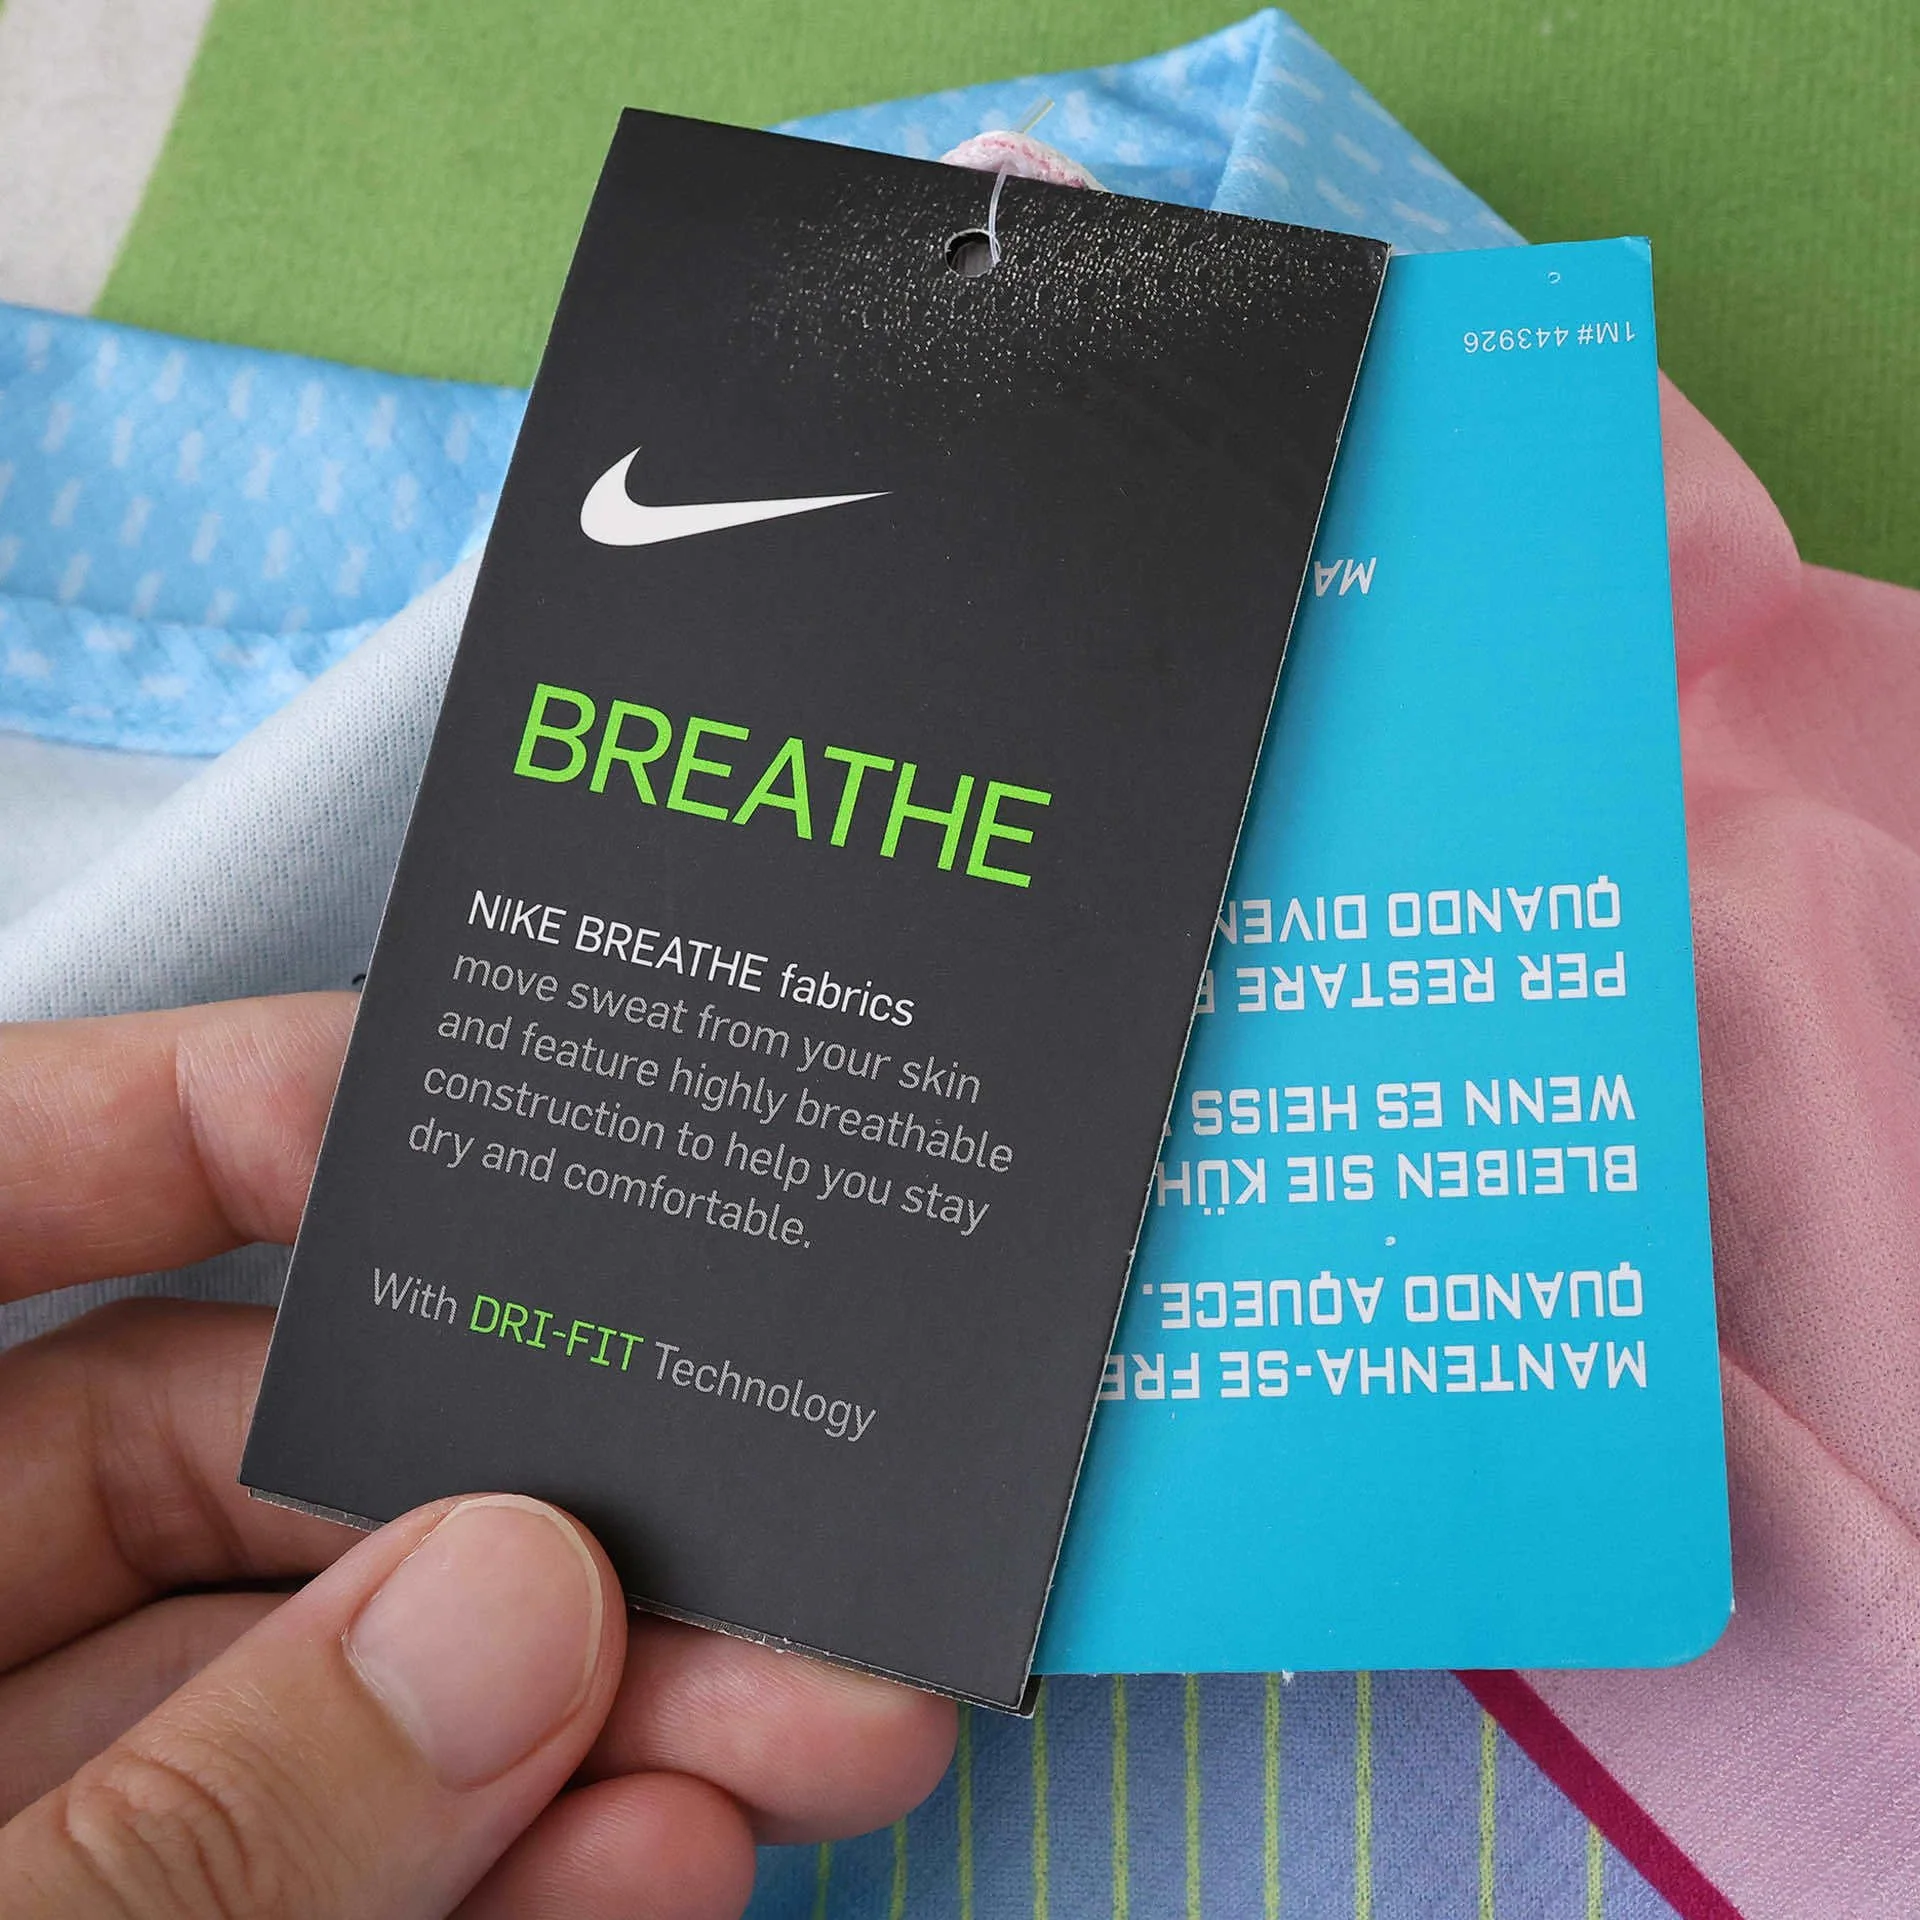 BREATHE
NIKE BREATHE fabrics
move sweat from your skin
and feature highly breathable
construction to help you stay
dry and comfortable.
With DRI-FIT Technology
MANTENHA-SE FRE
QUANDO AQUECE.
BLEIBEN SIE KÜH
WENN ES HEISS
PER RESTARE
QUANDO DIVEN
MA
1M# 443926